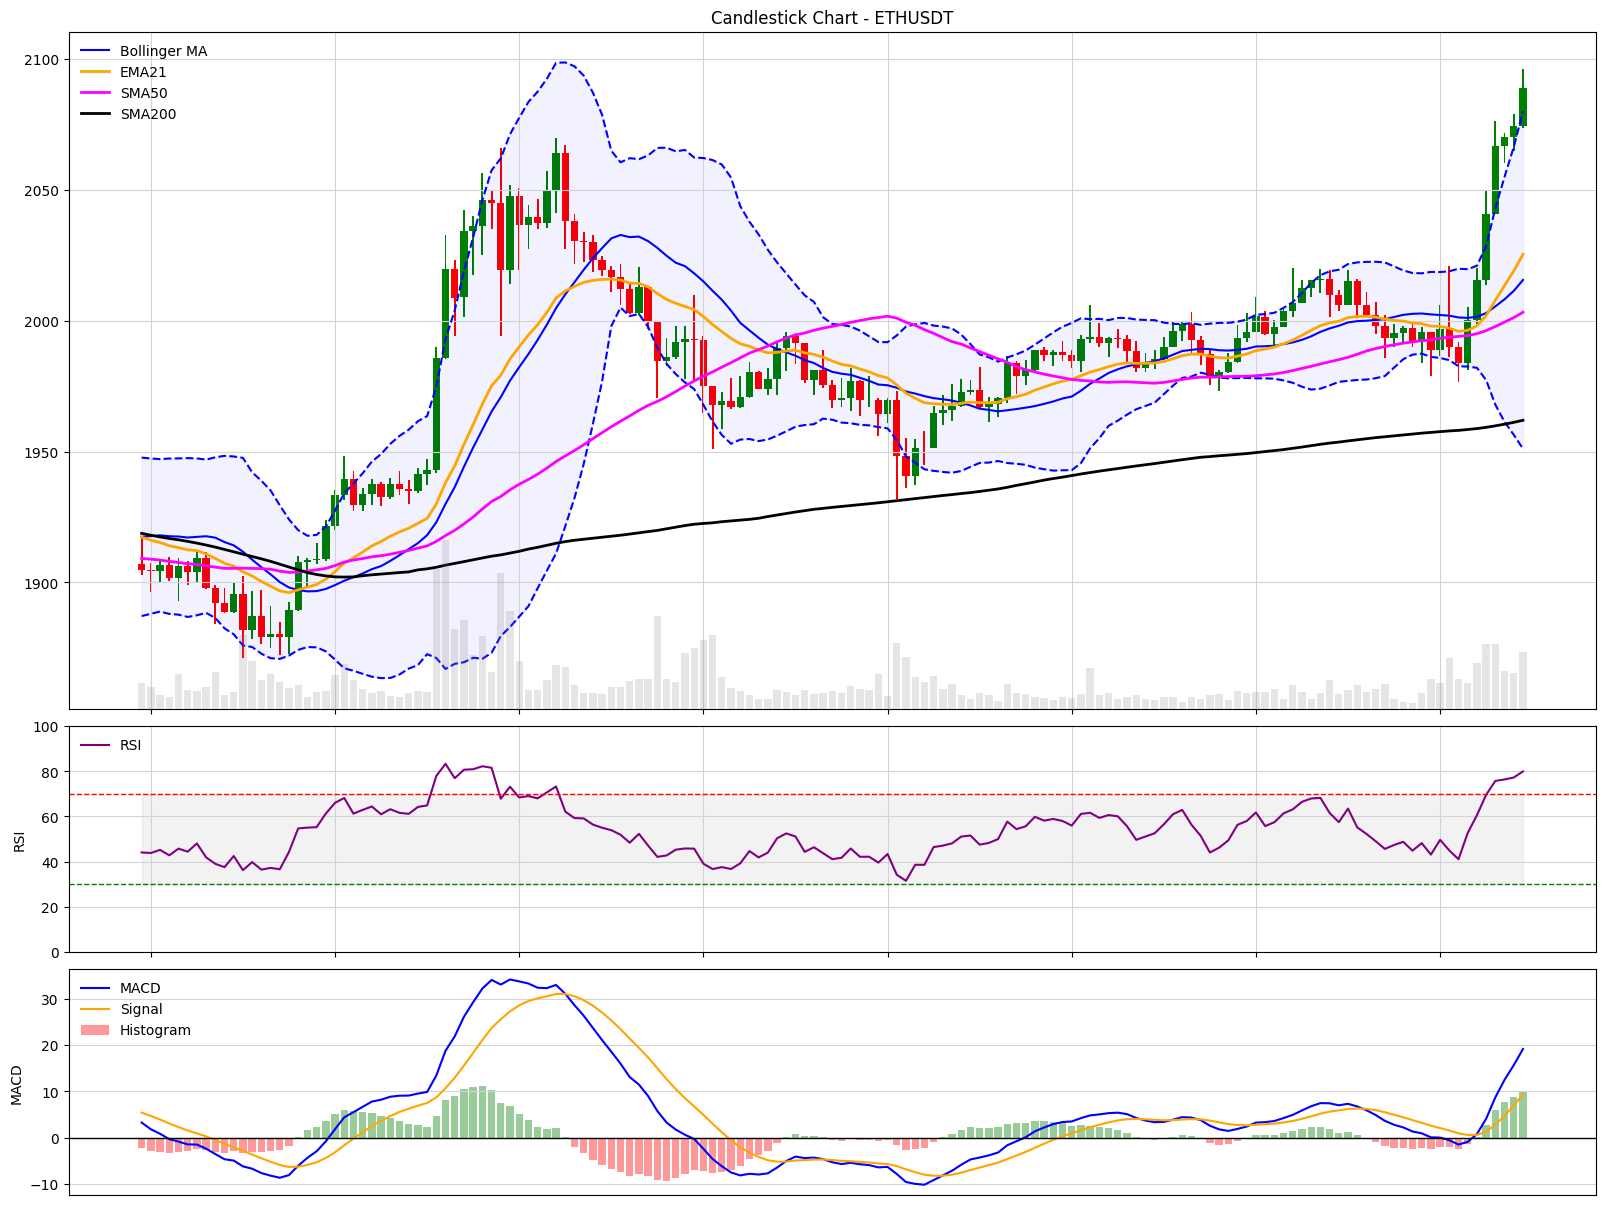 Candlestick Chart - ETHUSDT
Bollinger MA
EMA21
SMA50
SMA200
2100
2050
2000
1950
1900
RSI
100
80
60
40
20
0
RSI
MACD
Signal
Histogram
30
20
10
0
−10
MACD